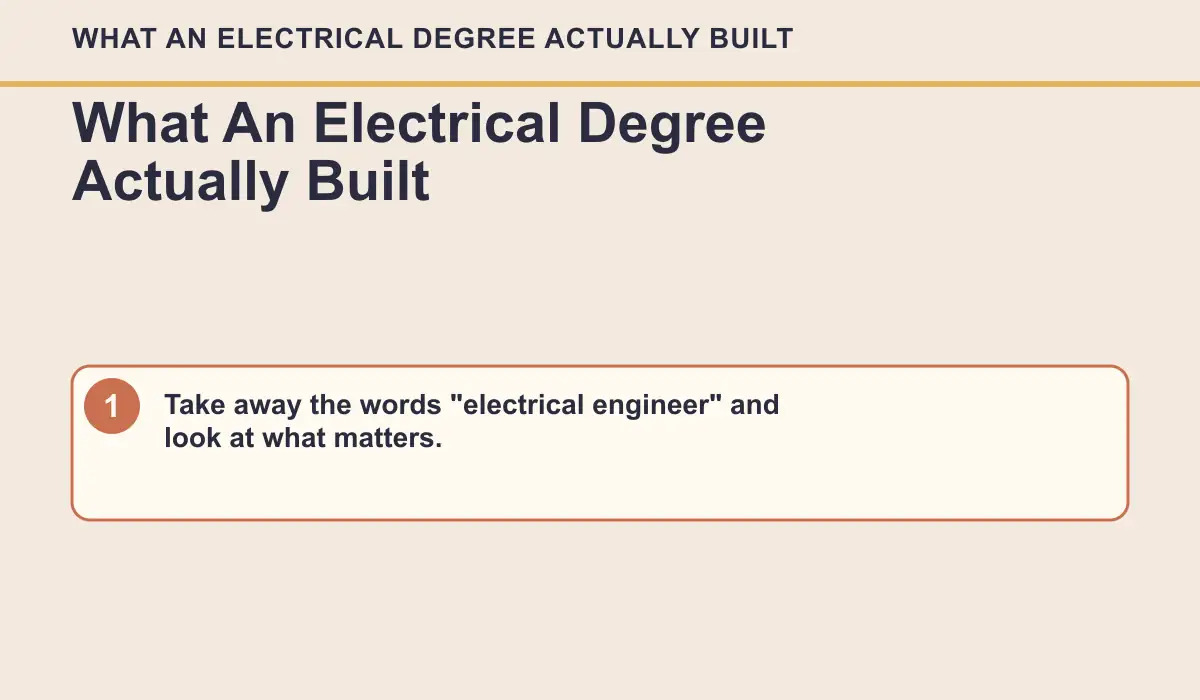 WHAT AN ELECTRICAL DEGREE ACTUALLY BUILT
What An Electrical Degree
Actually Built
1
Take away the words "electrical engineer" and
look at what matters.